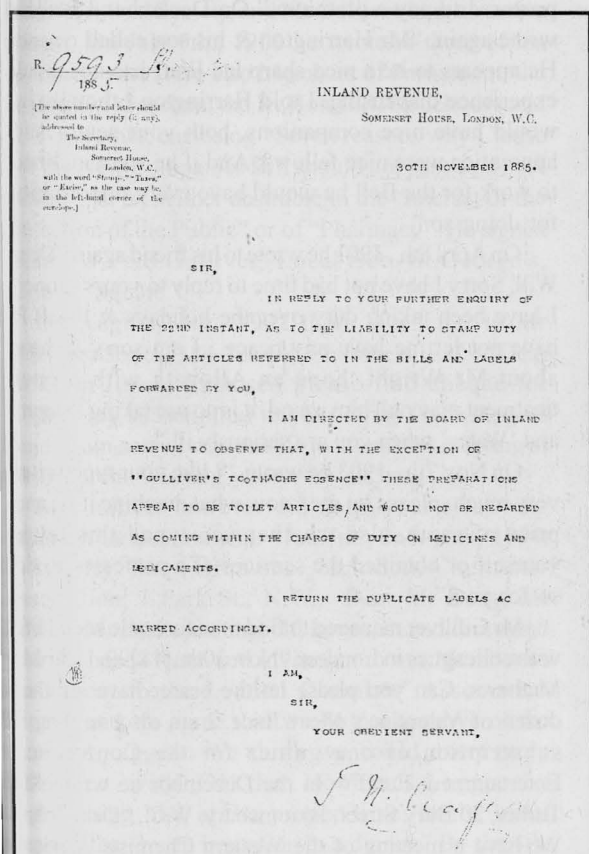 R. 9593
188
INLAND REVENUE,
SOMERSET HOUSE, LONDON, W.C.
[The above number and letter should
be quoted in the reply (if any),
addressed to
The Secretary,
Inland Revenue,
Somerset House,
London, W.C.,
with the word "Stamps," "Taxes,"
or "Excise," as the case may be,
in the left-hand corner of the
envelope.]
30TH NOVEMBER 1885.
SIR,
IN REPLY TO YOUR FURTHER ENQUIRY OF
THE 22ND INSTANT, AS TO THE LIABILITY TO STAMP DUTY
OF THE ARTICLES REFERRED TO IN THE BILLS AND LABELS
FORWARDED BY YOU,
I AM DIRECTED BY THE BOARD OF INLAND
REVENUE TO OBSERVE THAT, WITH THE EXCEPTION OF
''GULLIVER'S TOOTHACHE ESSENCE'' THESE PREPARATIONS
APPEAR TO BE TOILET ARTICLES, AND WOULD NOT BE REGARDED
AS COMING WITHIN THE CHARGE OF DUTY ON MEDICINES AND
MEDICAMENTS.
I RETURN THE DUPLICATE LABELS &C
MARKED ACCORDINGLY.
I AM,
SIR,
YOUR OBEDIENT SERVANT,